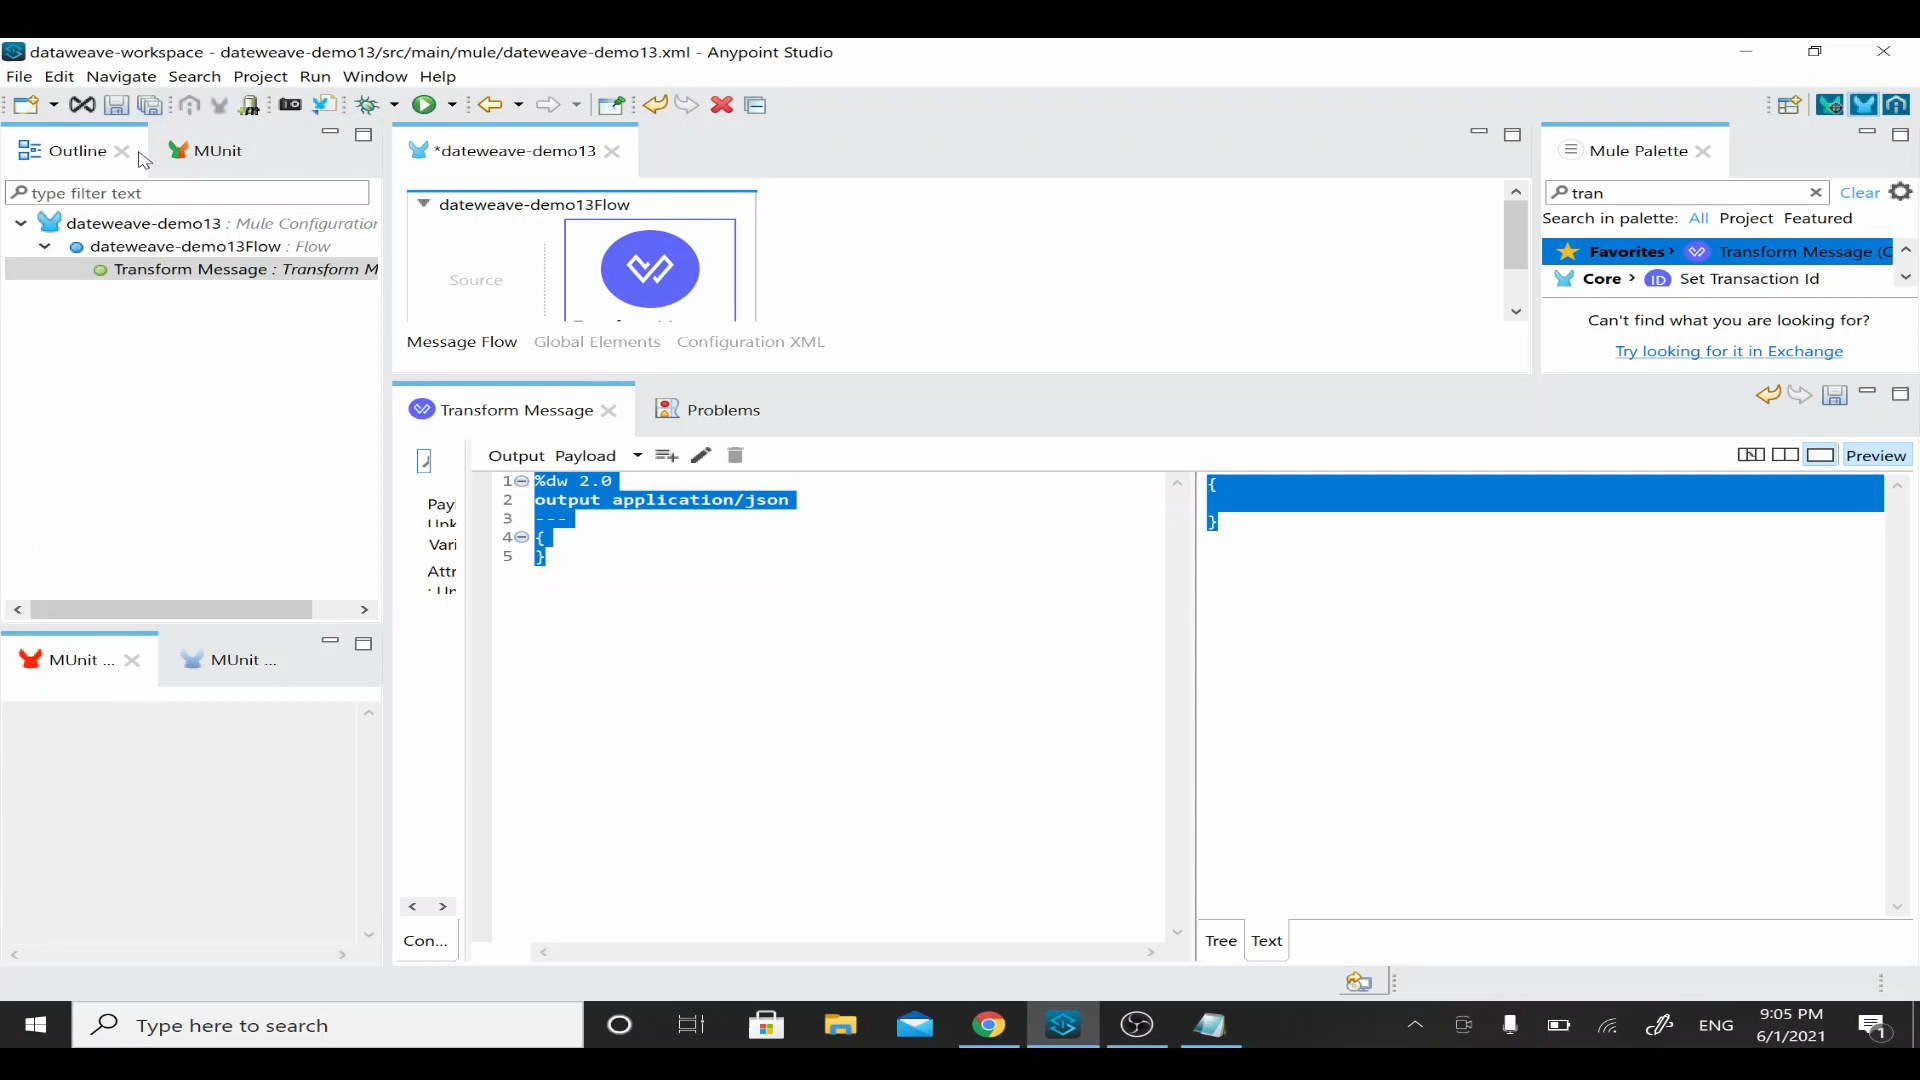 dataweave-workspace - dateweave-demo13/src/main/mule/dateweave-demo13.xml - Anypoint Studio
File Edit Navigate Search Project Run Window Help
Outline
MUnit
type filter text
dateweave-demo13 : Mule Configuration
dateweave-demo13Flow : Flow
Transform Message : Transform M
MUnit ...
MUnit ...
*dateweave-demo13
dateweave-demo13Flow
Source
Message Flow Global Elements Configuration XML
Mule Palette
tran
Clear
Search in palette: All Project Featured
Favorites > Transform Message (C
Core > ID Set Transaction Id
Can't find what you are looking for?
Try looking for it in Exchange
Transform Message
Problems
Output Payload
Preview
Payl
Vari
Attr
Con...
1 %dw 2.0
2 output application/json
3 ---
4 {
5 }
{
}
Tree Text
Type here to search
ENG
9:05 PM
6/1/2021
1